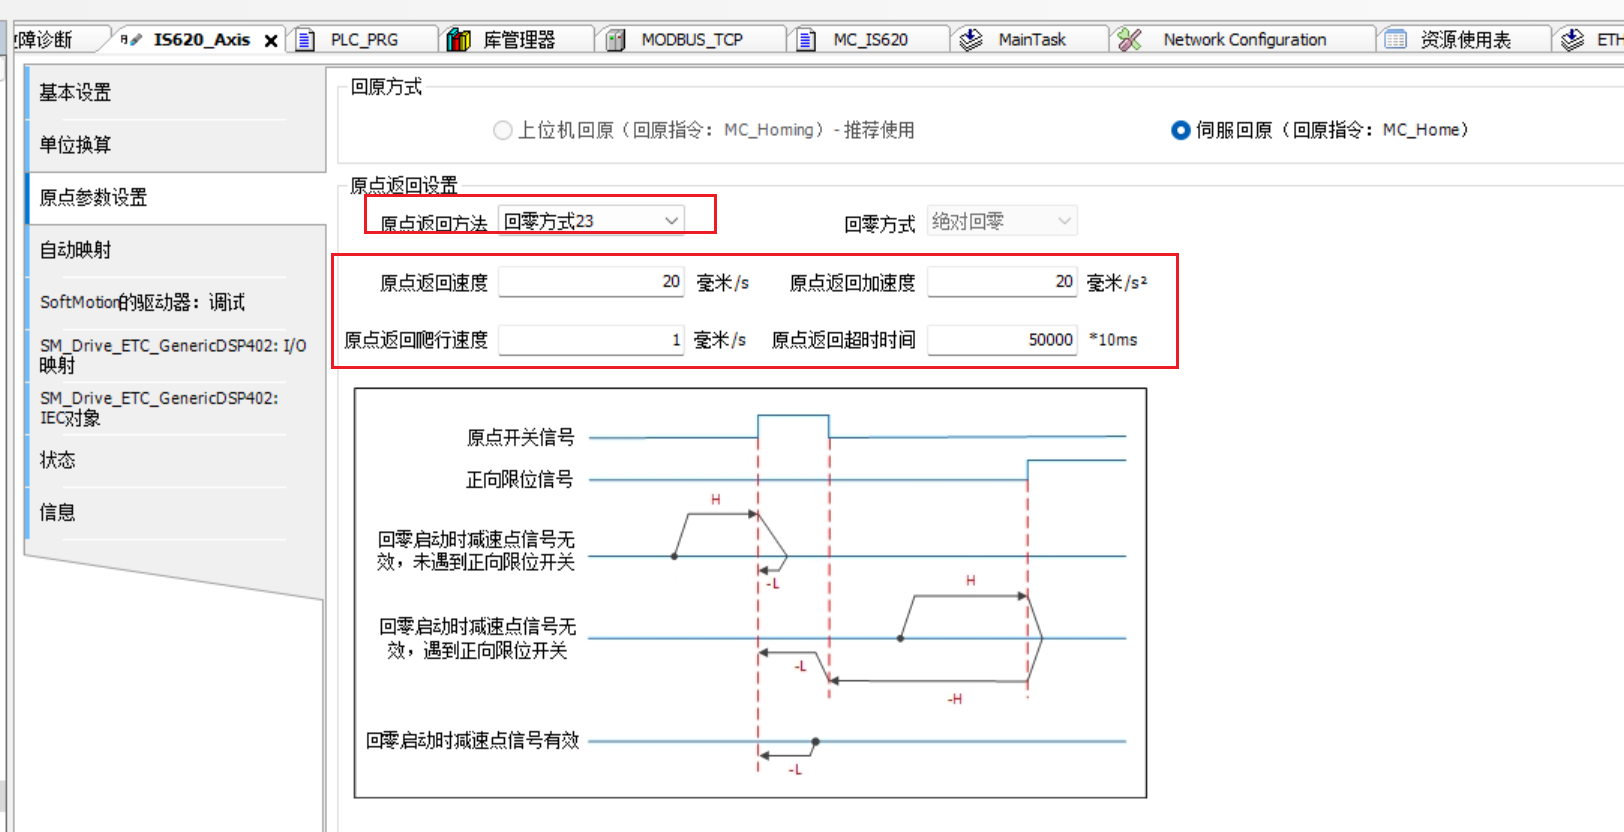 障诊断
IS620_Axis
PLC_PRG
库管理器
MODBUS_TCP
MC_IS620
MainTask
Network Configuration
资源使用表
ETH
基本设置
单位换算
原点参数设置
自动映射
SoftMotion的驱动器：调试
SM_Drive_ETC_GenericDSP402: I/O
映射
SM_Drive_ETC_GenericDSP402:
IEC对象
状态
信息
回原方式
上位机回原（回原指令：MC_Homing）- 推荐使用
伺服回原（回原指令：MC_Home）
原点返回设置
原点返回方法 回零方式23
回零方式 绝对回零
原点返回速度 20 毫米/s
原点返回加速度 20 毫米/s²
原点返回爬行速度 1 毫米/s
原点返回超时时间 50000 *10ms
原点开关信号
正向限位信号
H
回零启动时减速点信号无
效，未遇到正向限位开关
-L
H
回零启动时减速点信号无
效，遇到正向限位开关
-L
-H
回零启动时减速点信号有效
-L